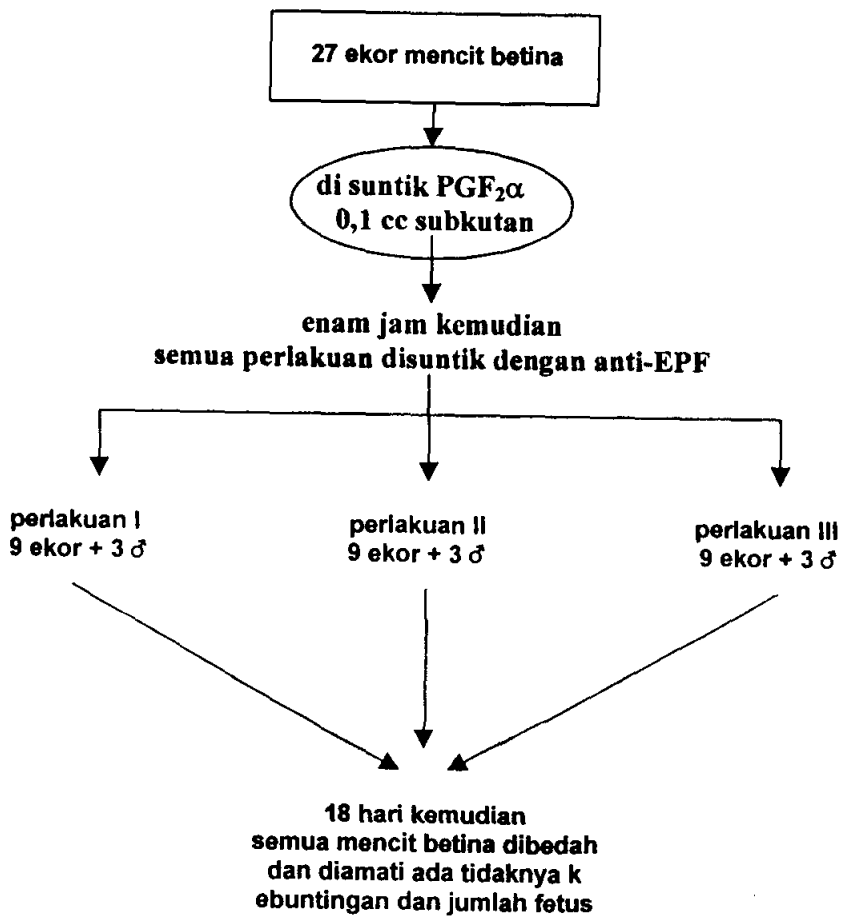 27 ekor mencit betina
di suntik PGF₂α
0,1 cc subkutan
enam jam kemudian
semua perlakuan disuntik dengan anti-EPF
perlakuan I
9 ekor + 3 ♂
perlakuan II
9 ekor + 3 ♂
perlakuan III
9 ekor + 3 ♂
18 hari kemudian
semua mencit betina dibedah
dan diamati ada tidaknya k
ebuntingan dan jumlah fetus